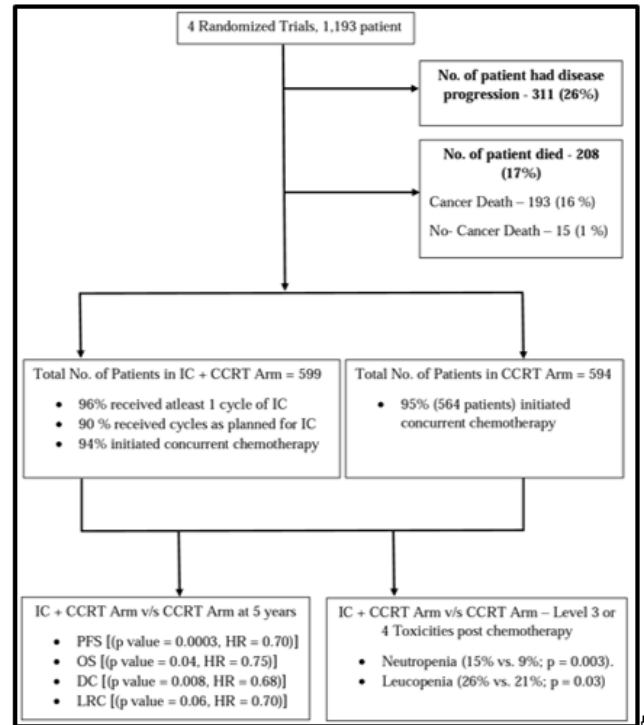 4 Randomized Trials, 1,193 patient
No. of patient had disease
progression - 311 (26%)
No. of patient died - 208
(17%)
Cancer Death – 193 (16 %)
No- Cancer Death – 15 (1 %)
Total No. of Patients in IC + CCRT Arm = 599
• 96% received atleast 1 cycle of IC
• 90 % received cycles as planned for IC
• 94% initiated concurrent chemotherapy
Total No. of Patients in CCRT Arm = 594
• 95% (564 patients) initiated
concurrent chemotherapy
IC + CCRT Arm v/s CCRT Arm at 5 years
• PFS [(p value = 0.0003, HR = 0.70)]
• OS [(p value = 0.04, HR = 0.75)]
• DC [(p value = 0.008, HR = 0.68)]
• LRC [(p value = 0.06, HR = 0.70)]
IC + CCRT Arm v/s CCRT Arm – Level 3 or
4 Toxicities post chemotherapy
• Neutropenia (15% vs. 9%; p = 0.003).
• Leucopenia (26% vs. 21%; p = 0.03)